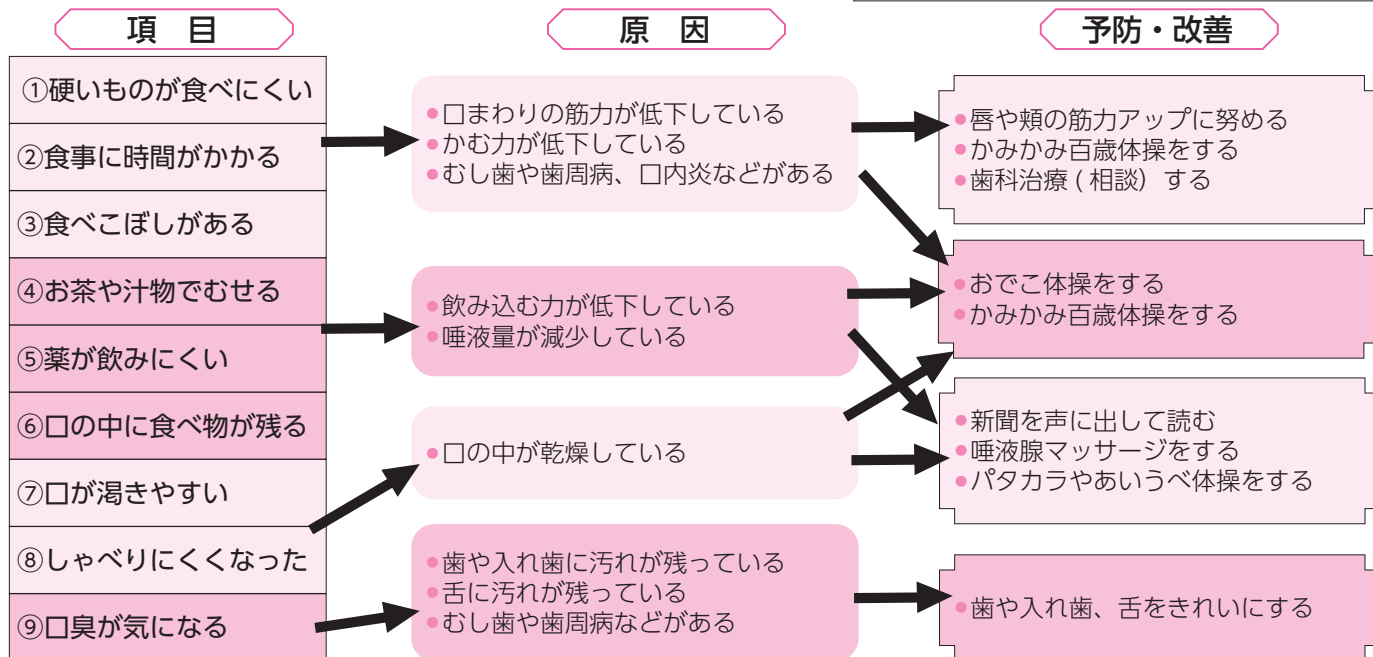 項 目
原 因
予防・改善
①硬いものが食べにくい
②食事に時間がかかる
③食べこぼしがある
④お茶や汁物でむせる
⑤薬が飲みにくい
⑥口の中に食べ物が残る
⑦口が渇きやすい
⑧しゃべりにくくなった
⑨口臭が気になる
●口まわりの筋力が低下している
●かむ力が低下している
●むし歯や歯周病、口内炎などがある
●飲み込む力が低下している
●唾液量が減少している
●口の中が乾燥している
●歯や入れ歯に汚れが残っている
●舌に汚れが残っている
●むし歯や歯周病などがある
●唇や頬の筋力アップに努める
●かみかみ百歳体操をする
●歯科治療(相談)する
●おでこ体操をする
●かみかみ百歳体操をする
●新聞を声に出して読む
●唾液腺マッサージをする
●パタカラやあいうべ体操をする
●歯や入れ歯、舌をきれいにする